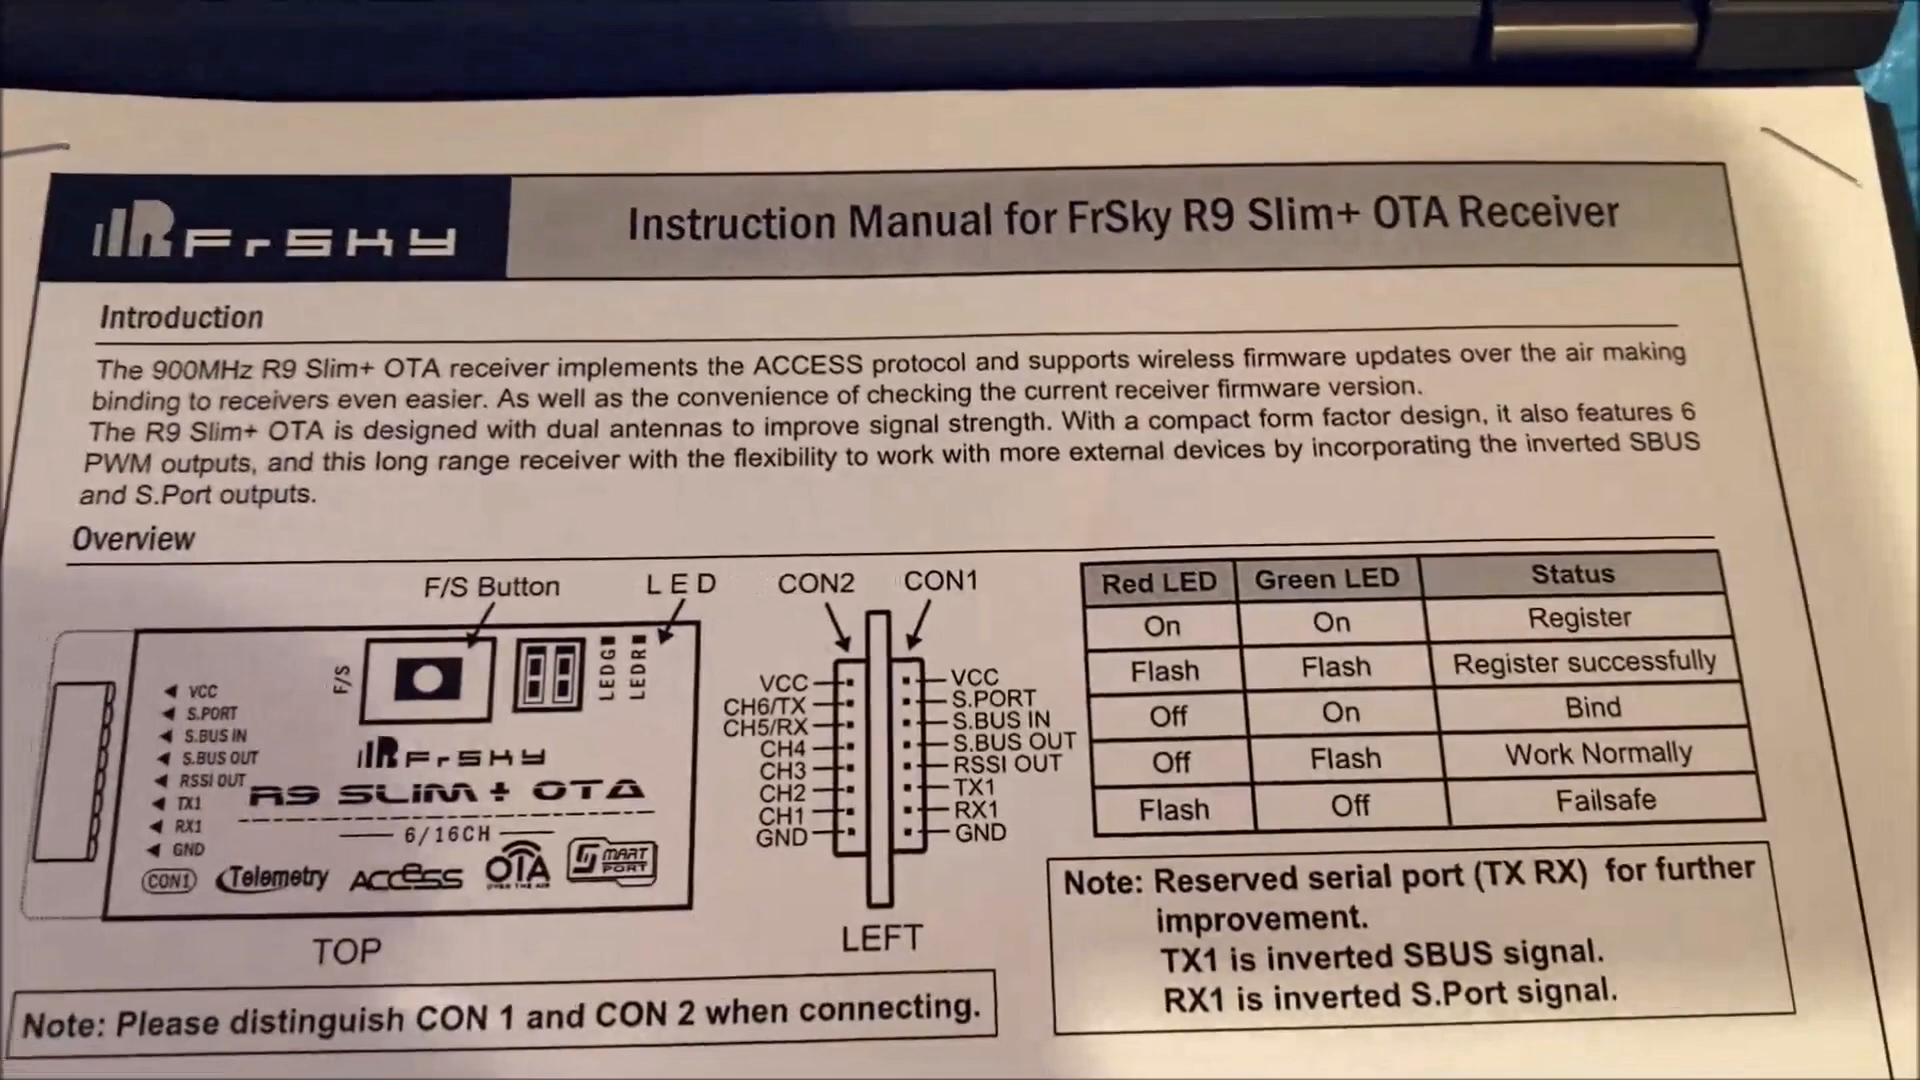 FrSKY
Instruction Manual for FrSky R9 Slim+ OTA Receiver
Introduction
The 900MHz R9 Slim+ OTA receiver implements the ACCESS protocol and supports wireless firmware updates over the air making
binding to receivers even easier. As well as the convenience of checking the current receiver firmware version.
The R9 Slim+ OTA is designed with dual antennas to improve signal strength. With a compact form factor design, it also features 6
PWM outputs, and this long range receiver with the flexibility to work with more external devices by incorporating the inverted SBUS
and S.Port outputs.
Overview
F/S Button
LED
F/S
LEDG
LEDR
VCC
S.PORT
S.BUS IN
S.BUS OUT
RSSI OUT
TX1
RX1
GND
CON1
FrSKY
R9 SLIM+ OTA
6/16CH
Telemetry
ACCESS
OTA
OVER THE AIR
SMART
PORT
TOP
CON2
CON1
VCC
CH6/TX
CH5/RX
CH4
CH3
CH2
CH1
GND
VCC
S.PORT
S.BUS IN
S.BUS OUT
RSSI OUT
TX1
RX1
GND
LEFT
Red LED Green LED Status
On On Register
Flash Flash Register successfully
Off On Bind
Off Flash Work Normally
Flash Off Failsafe
Note: Reserved serial port (TX RX) for further
improvement.
TX1 is inverted SBUS signal.
RX1 is inverted S.Port signal.
Note: Please distinguish CON 1 and CON 2 when connecting.